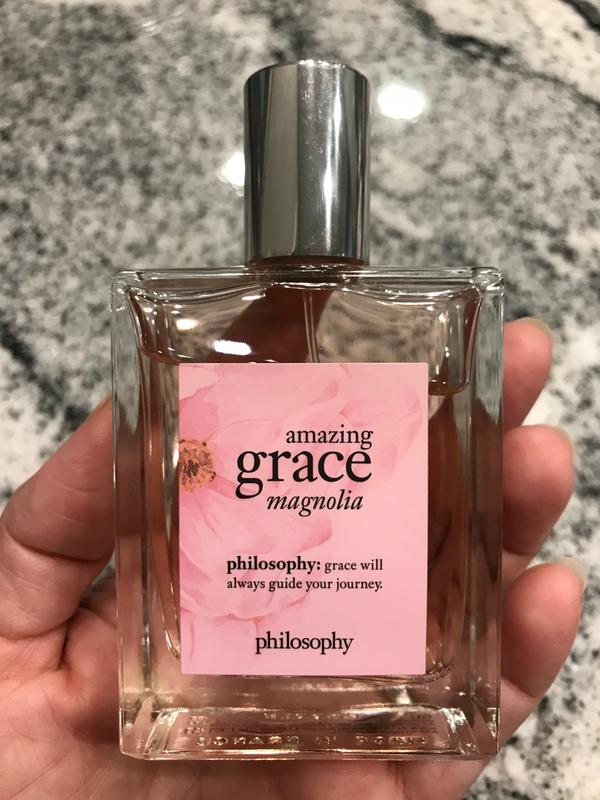 amazing
grace
magnolia
philosophy: grace will
always guide your journey.
philosophy